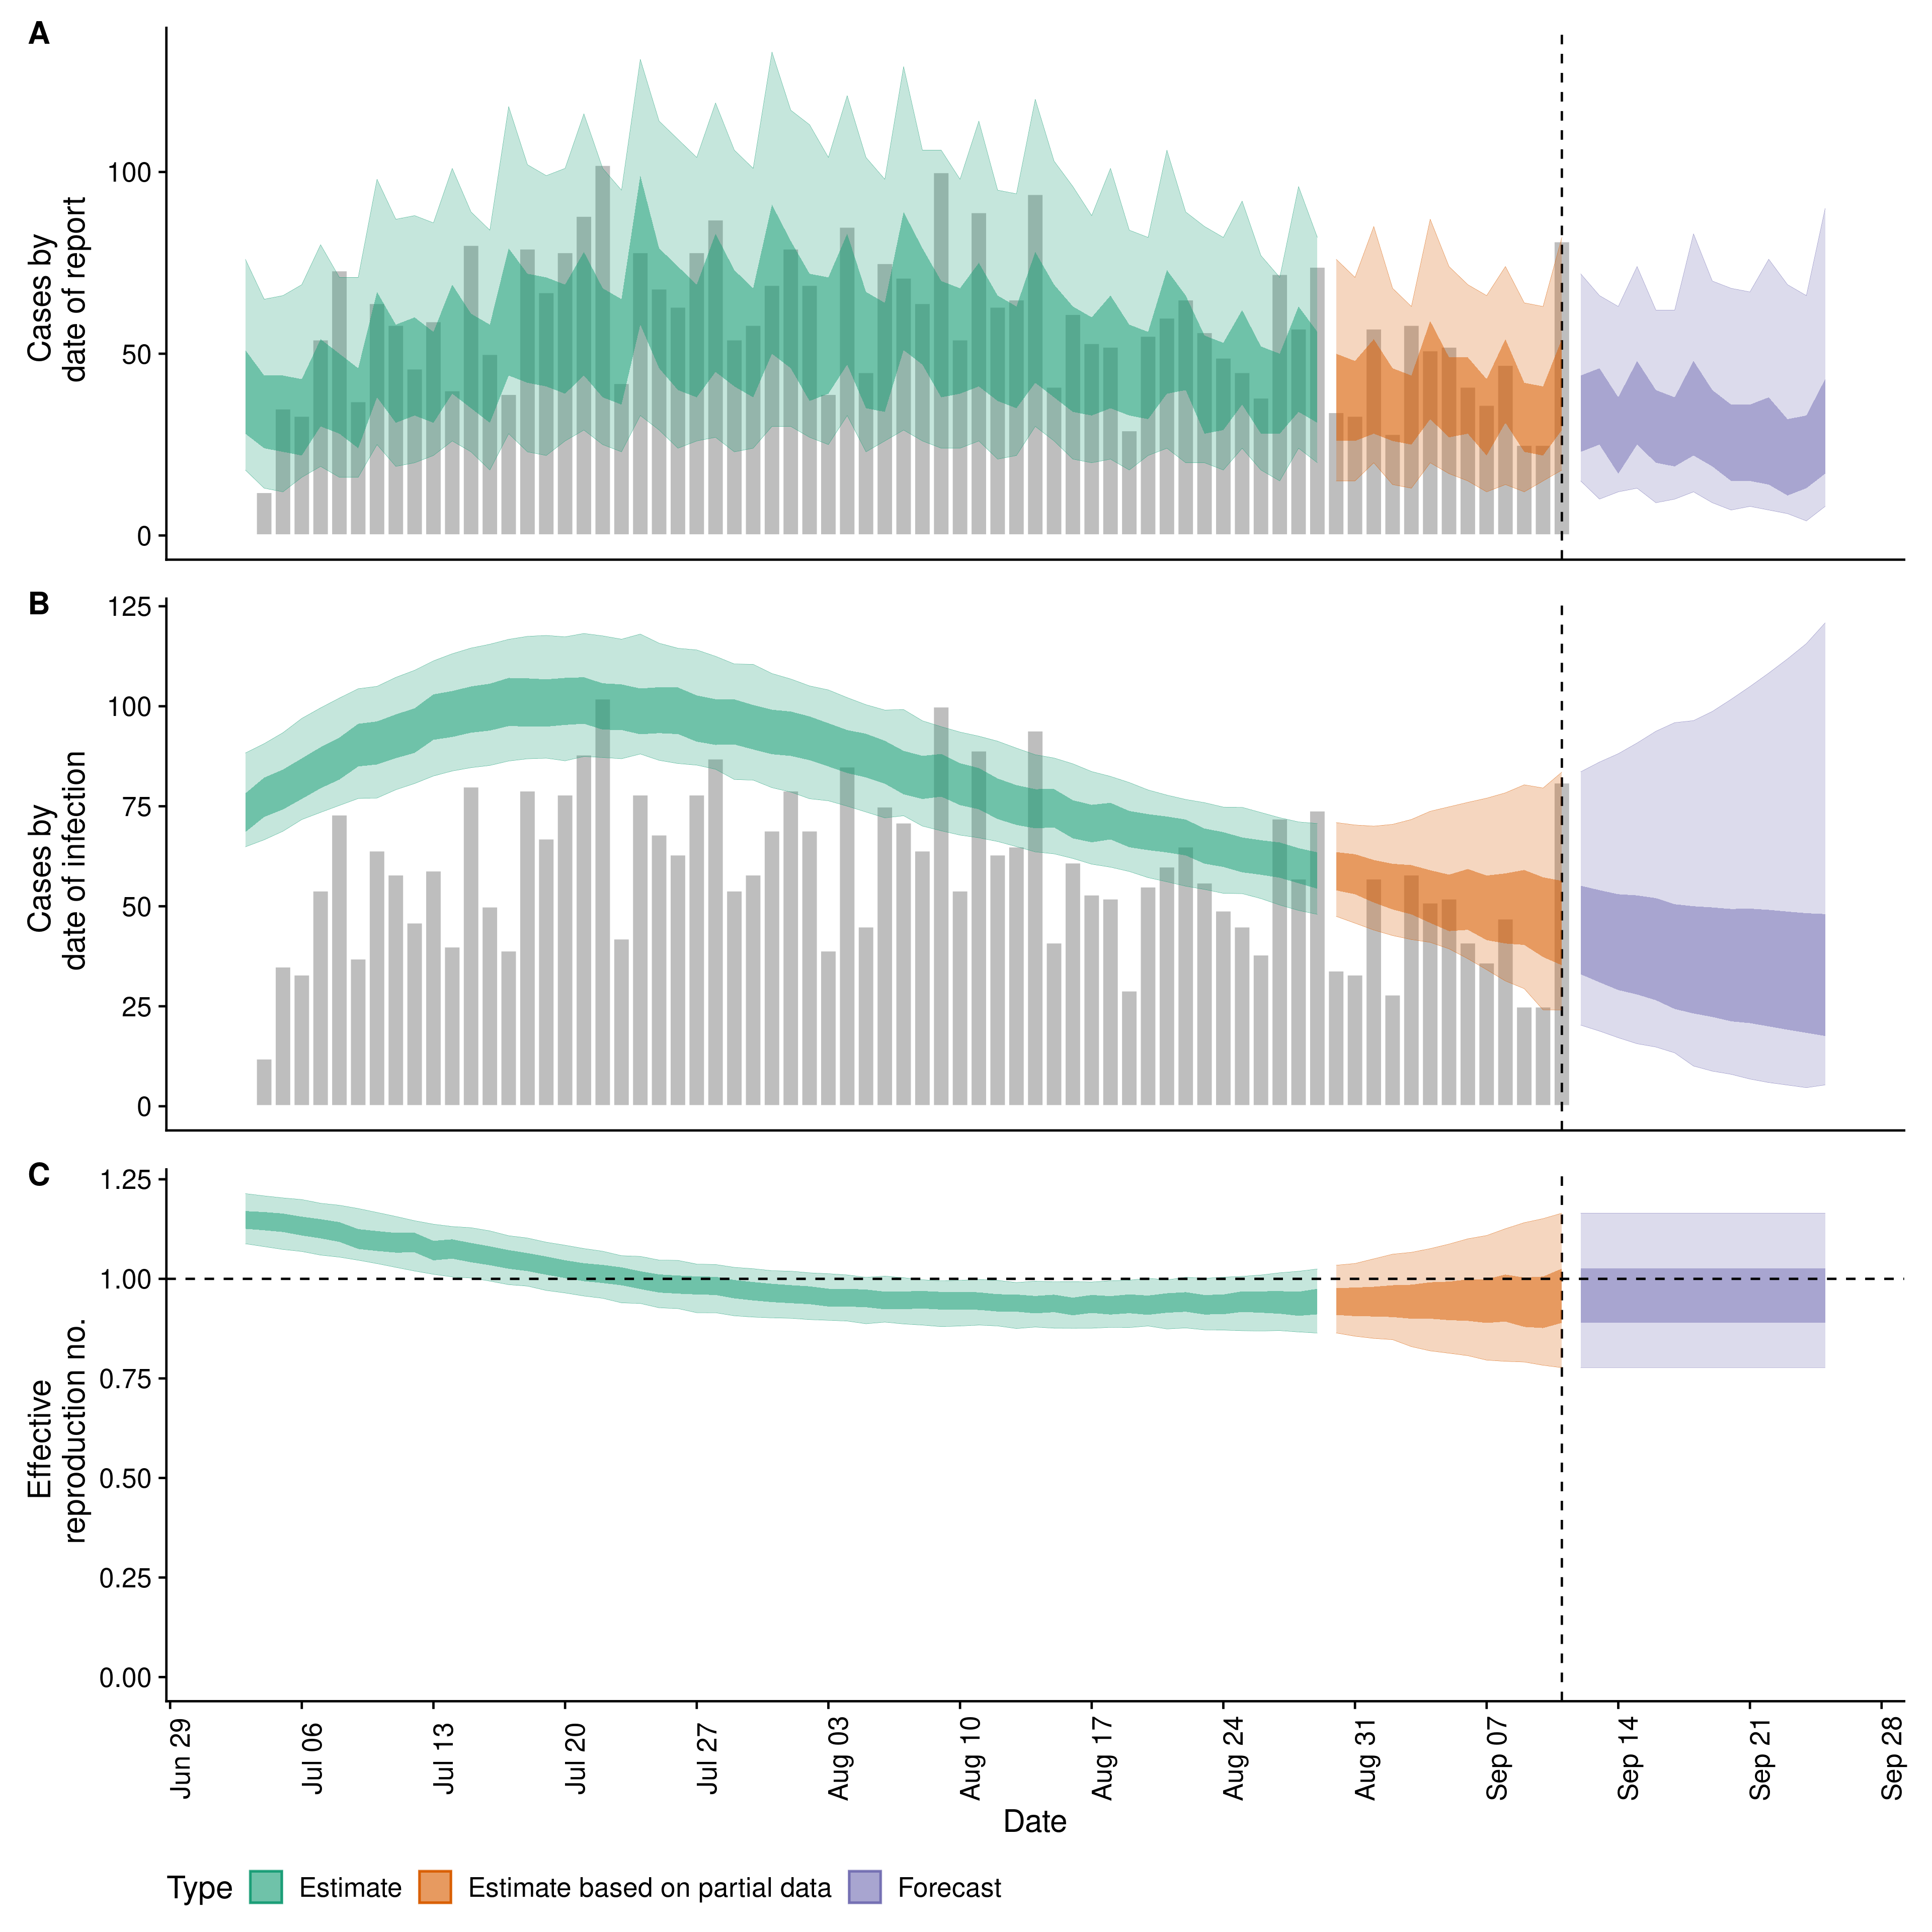 A
Cases by
date of report
100
50
0
B
Cases by
date of infection
125
100
75
50
25
0
C
Effective
reproduction no.
1.25
1.00
0.75
0.50
0.25
0.00
Jun 29
Jul 06
Jul 13
Jul 20
Jul 27
Aug 03
Aug 10
Aug 17
Aug 24
Aug 31
Sep 07
Sep 14
Sep 21
Sep 28
Date
Type Estimate Estimate based on partial data Forecast